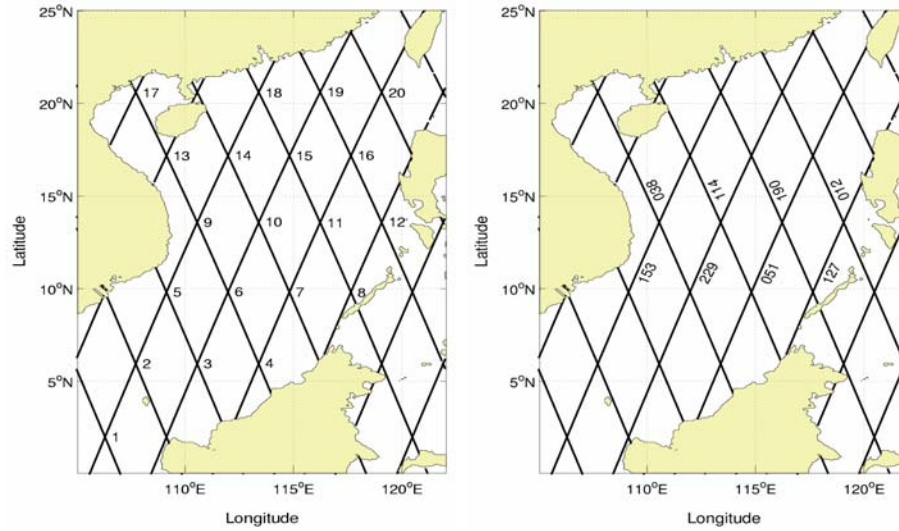 25°N
20°N
15°N
10°N
5°N
Latitude
17
18
19
20
13
14
15
16
9
10
11
12
5
6
7
8
2
3
4
1
110°E
115°E
120°E
Longitude
25°N
20°N
15°N
10°N
5°N
Latitude
038
114
190
012
153
229
051
127
110°E
115°E
120°E
Longitude